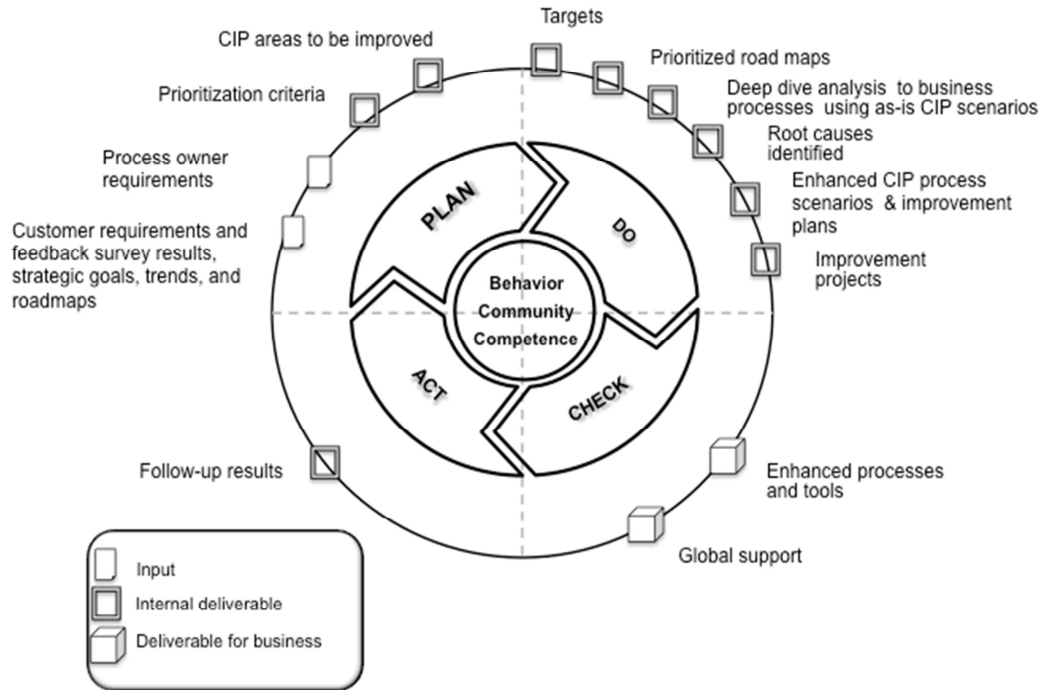 Targets
CIP areas to be improved
Prioritized road maps
Prioritization criteria
Deep dive analysis to business
processes using as-is CIP scenarios
Root causes
identified
Process owner
requirements
Enhanced CIP process
scenarios & improvement
plans
Customer requirements and
feedback survey results,
strategic goals, trends, and
roadmaps
Improvement
projects
PLAN
DO
Behavior
Community
Competence
ACT
CHECK
Follow-up results
Enhanced processes
and tools
Global support
Input
Internal deliverable
Deliverable for business